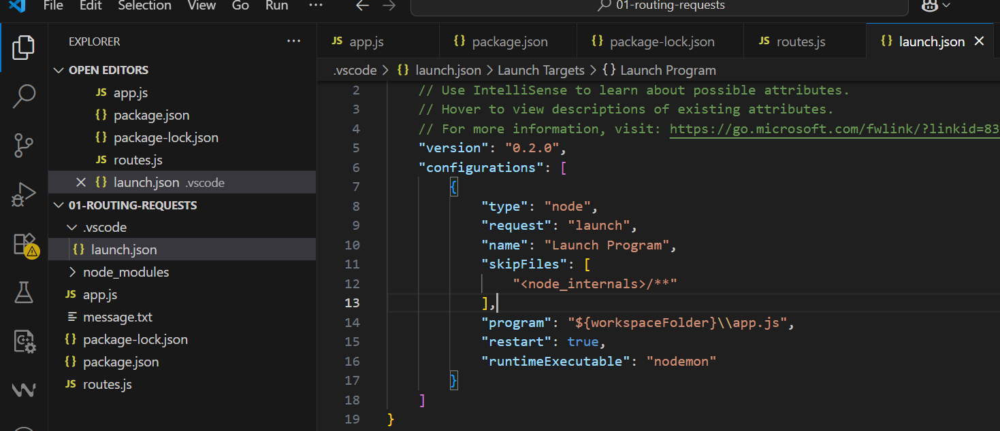 File Edit Selection View Go Run ··· ← → 01-routing-requests
EXPLORER ···
OPEN EDITORS
JS app.js
{} package.json
{} package-lock.json
JS routes.js
× {} launch.json .vscode
01-ROUTING-REQUESTS
.vscode
{} launch.json
node_modules
JS app.js
message.txt
{} package-lock.json
{} package.json
JS routes.js
JS app.js {} package.json {} package-lock.json JS routes.js {} launch.json ×
.vscode > {} launch.json > Launch Targets > {} Launch Program
2 // Use IntelliSense to learn about possible attributes.
3 // Hover to view descriptions of existing attributes.
4 // For more information, visit: https://go.microsoft.com/fwlink/?linkid=83
5 "version": "0.2.0",
6 "configurations": [
7 {
8 "type": "node",
9 "request": "launch",
10 "name": "Launch Program",
11 "skipFiles": [
12 "<node_internals>/**"
13 ],
14 "program": "${workspaceFolder}\\app.js",
15 "restart": true,
16 "runtimeExecutable": "nodemon"
17 }
18 ]
19 }